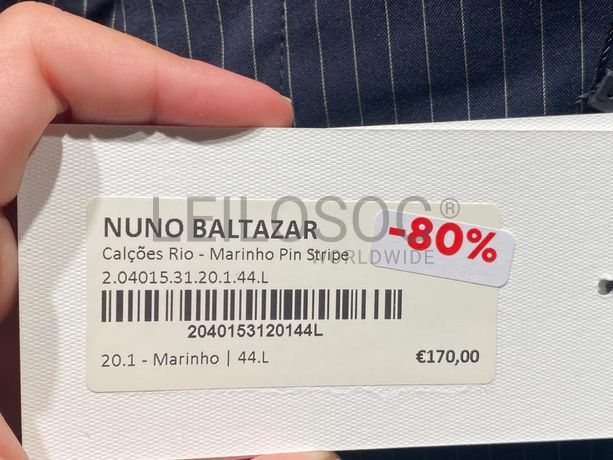 NUNO BALTAZAR
-80%
Calções Rio - Marinho Pin Stripe
2.04015.31.20.1.44.L
2040153120144L
20.1 - Marinho | 44.L
€170,00
LEILOSOC®
WORLDWIDE